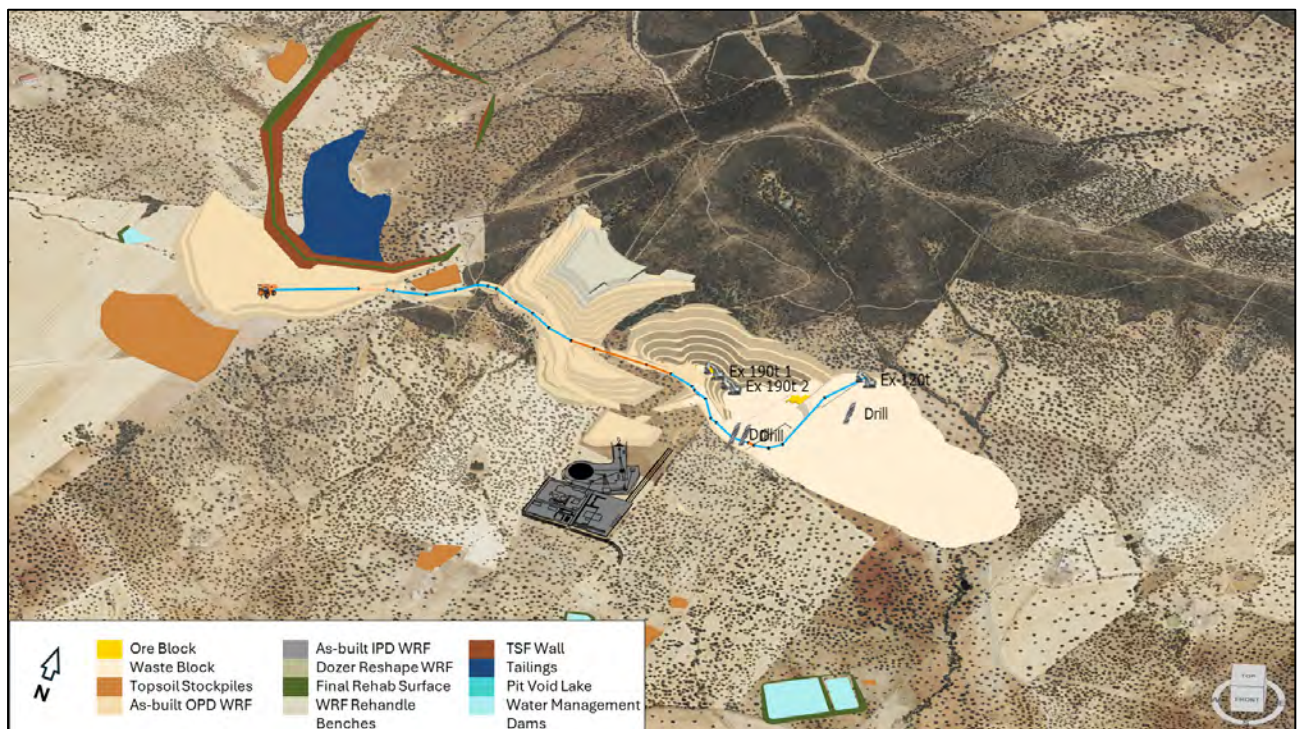 Ex 190t 1
Ex 190t 2
Ex-120t
Drill
Drill
N
Ore Block
Waste Block
Topsoil Stockpiles
As-built OPD WRF
As-built IPD WRF
Dozer Reshape WRF
Final Rehab Surface
WRF Rehandle
Benches
TSF Wall
Tailings
Pit Void Lake
Water Management
Dams
TOP
FRONT